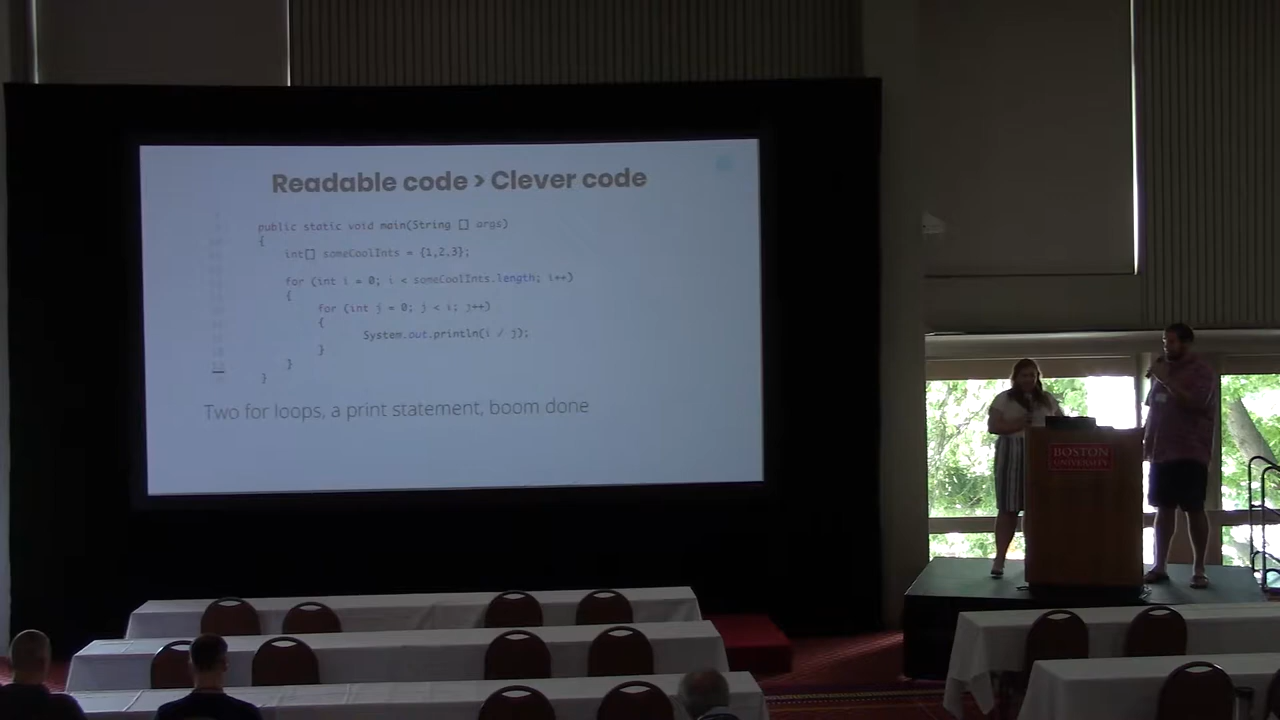 Readable code > Clever code
public static void main(String [] args)
{
int[] someCoolInts = {1,2,3};
for (int i = 0; i < someCoolInts.length; i++)
{
for (int j = 0; j < i; j++)
{
System.out.println(i / j);
}
}
}
Two for loops, a print statement, boom done
BOSTON
UNIVERSITY